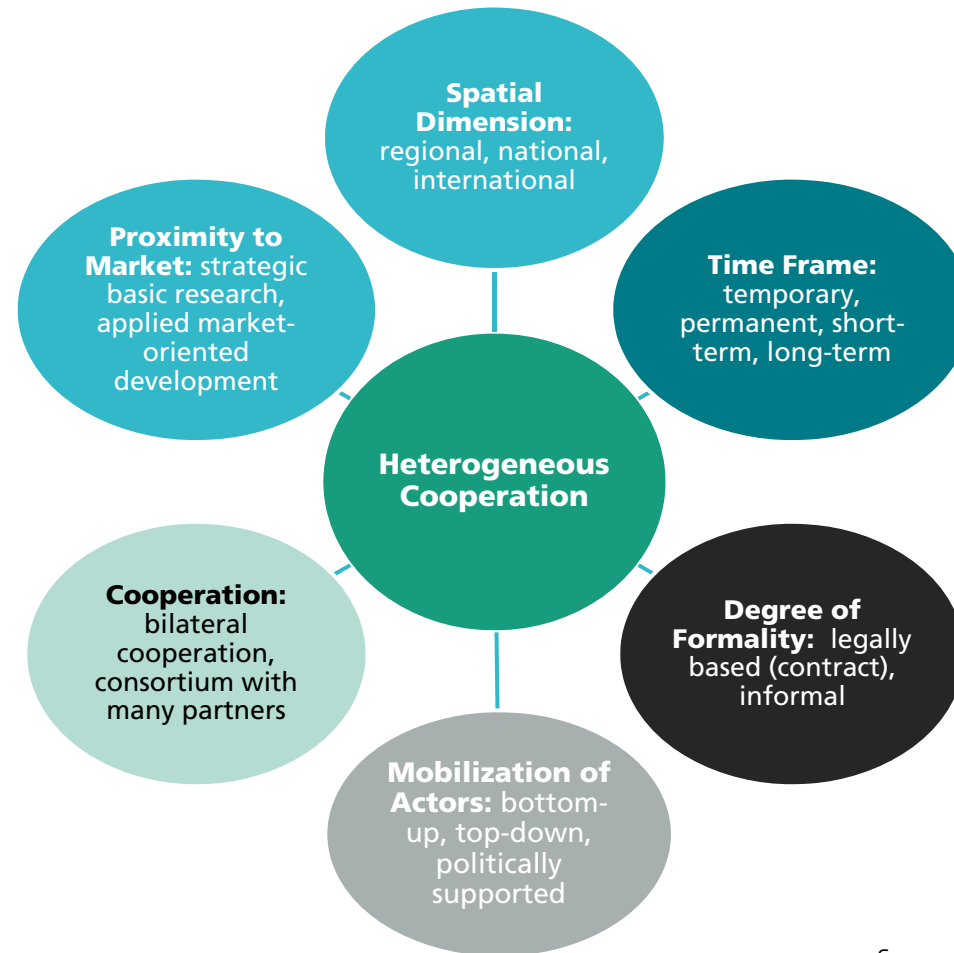 Spatial
Dimension:
regional, national,
international
Proximity to
Market: strategic
basic research,
applied market-
oriented
development
Time Frame:
temporary,
permanent, short-
term, long-term
Heterogeneous
Cooperation
Cooperation:
bilateral
cooperation,
consortium with
many partners
Degree of
Formality: legally
based (contract),
informal
Mobilization of
Actors: bottom-
up, top-down,
politically
supported